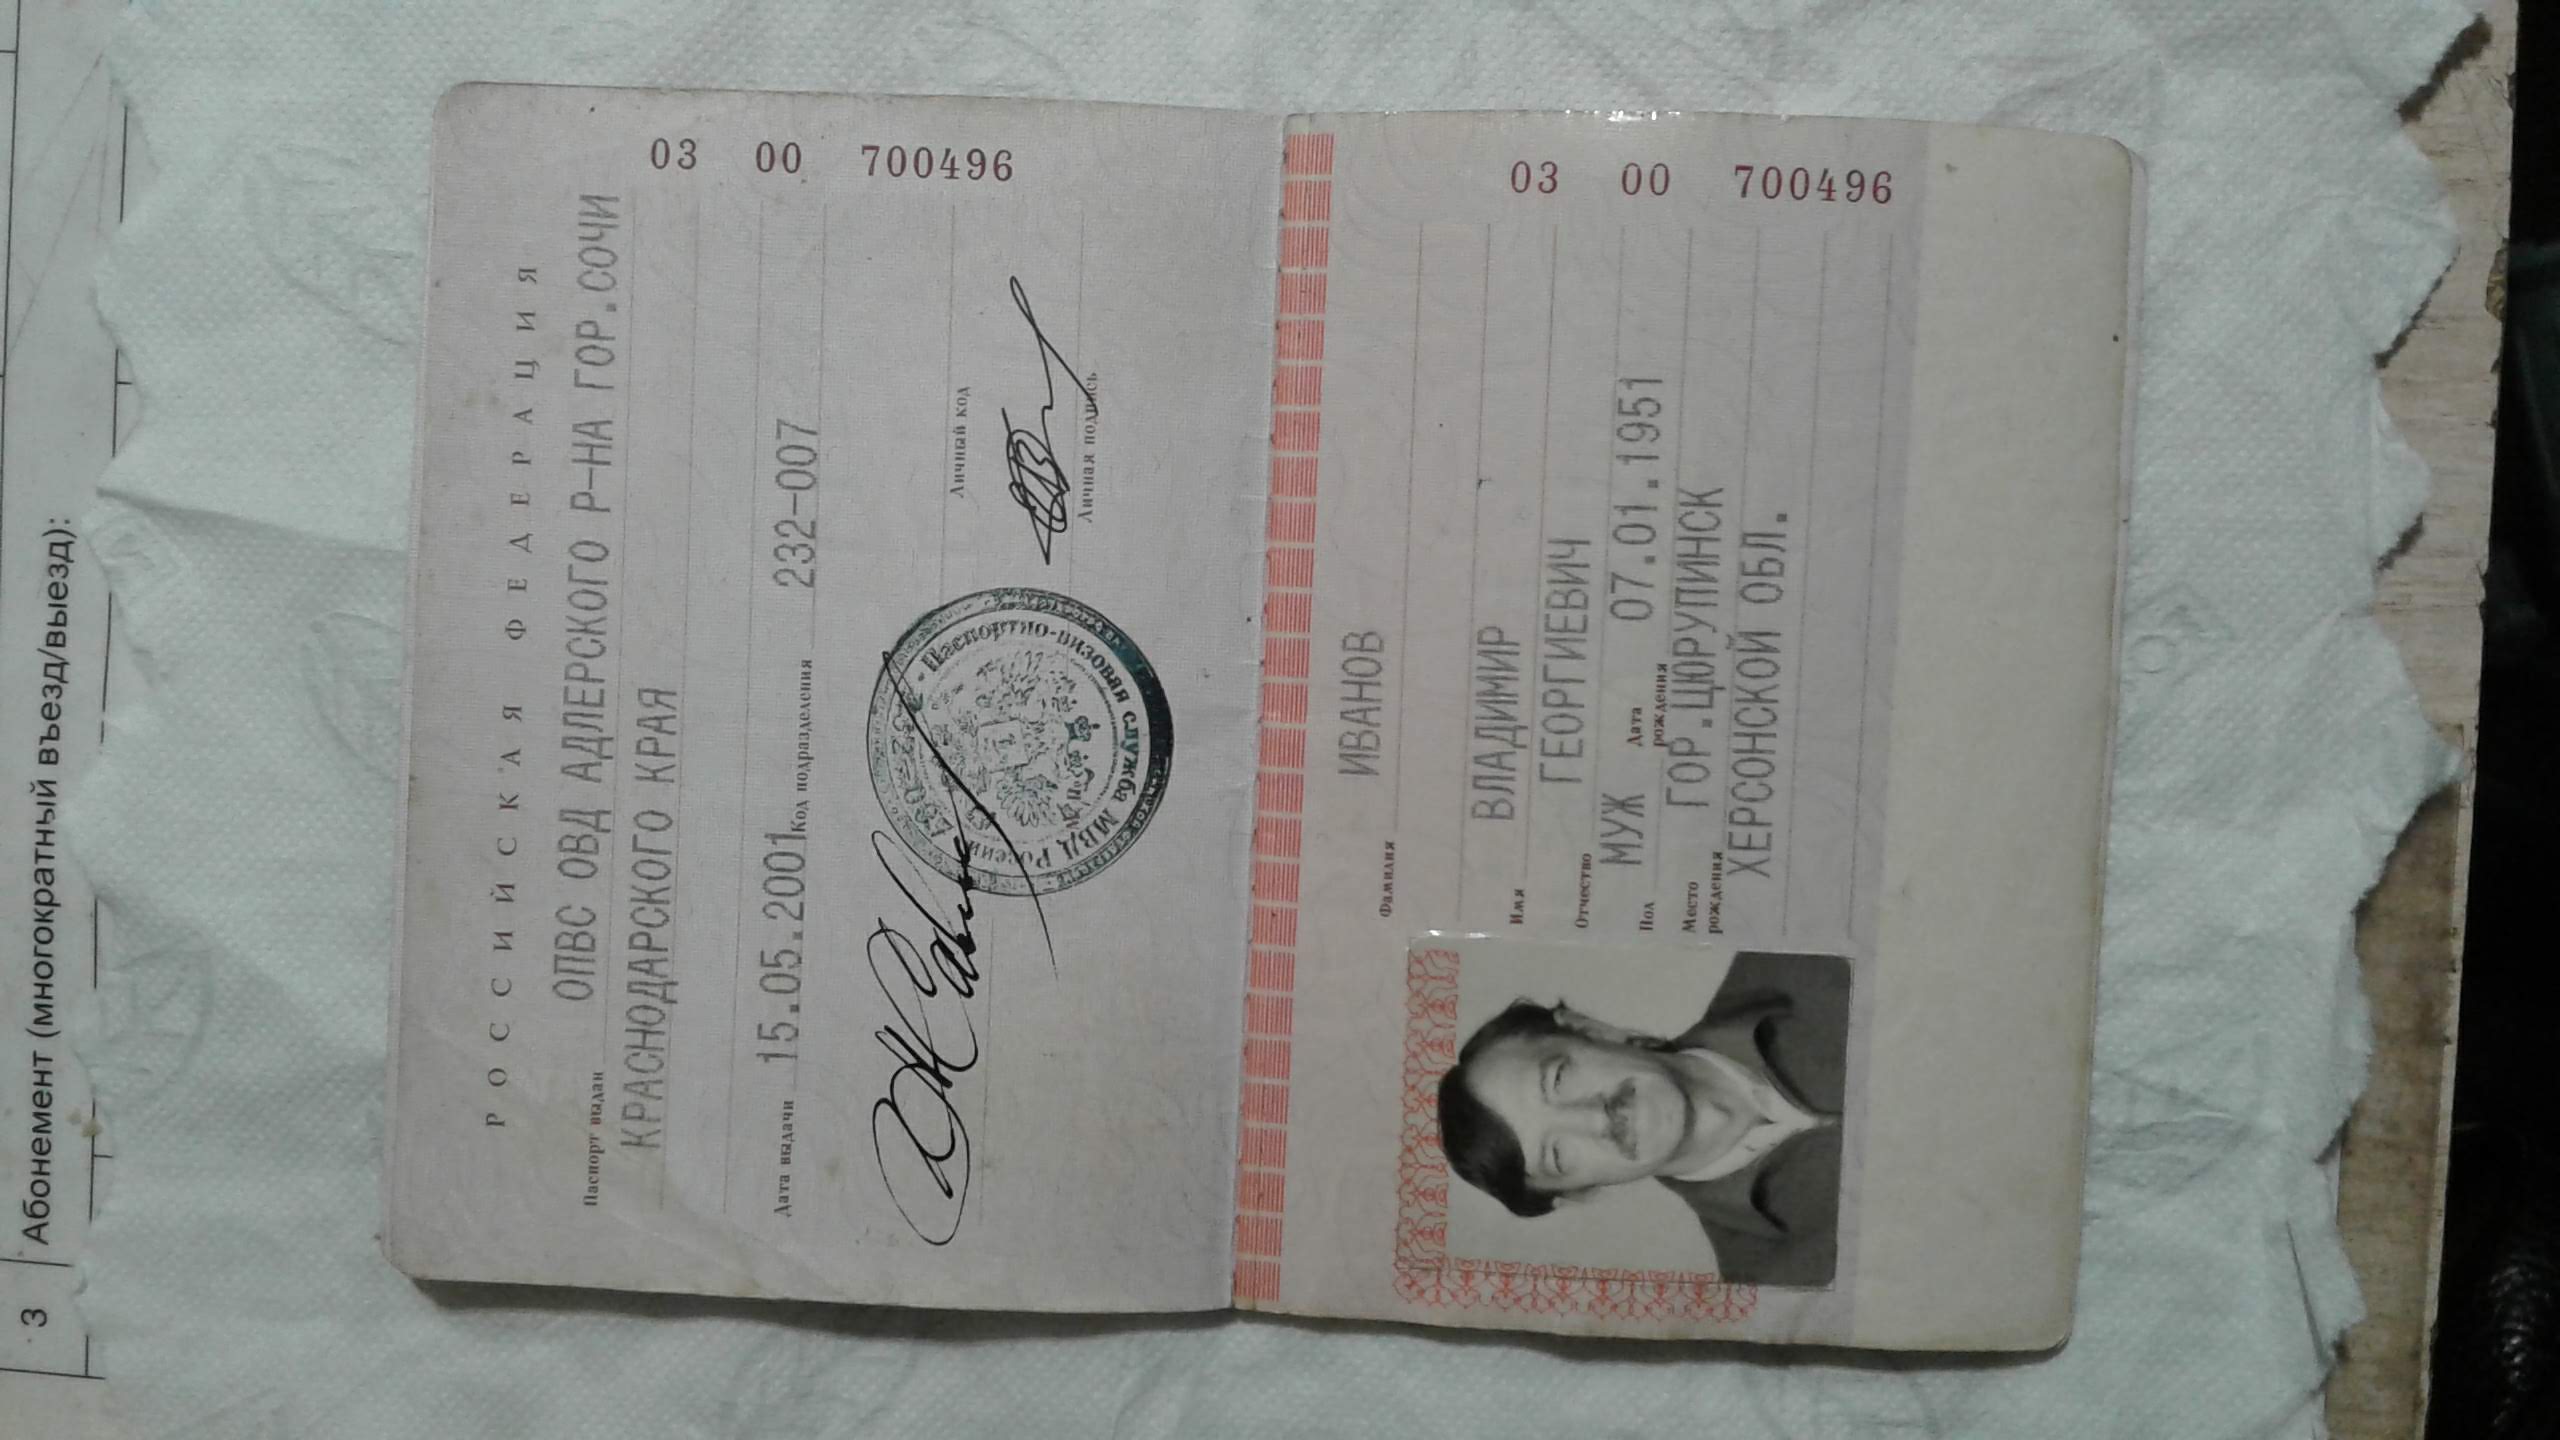 3 Абонемент (многократный въезд/выезд):
РОССИЙСКАЯ ФЕДЕРАЦИЯ
Паспорт выдан ОПВС ОВД АДЛЕРСКОГО Р-НА ГОР.СОЧИ
КРАСНОДАРСКОГО КРАЯ
Дата выдачи 15.05.2001 Код подразделения 232-007
Личный код
Паспортно-визовая служба МВД России
М.П.
Личная подпись
03 00 700496
Фамилия ИВАНОВ
Имя ВЛАДИМИР
Отчество ГЕОРГИЕВИЧ
Пол МУЖ Дата рождения 07.01.1951
Место рождения ГОР.ЦЮРУПИНСК
ХЕРСОНСКОЙ ОБЛ.
03 00 700496